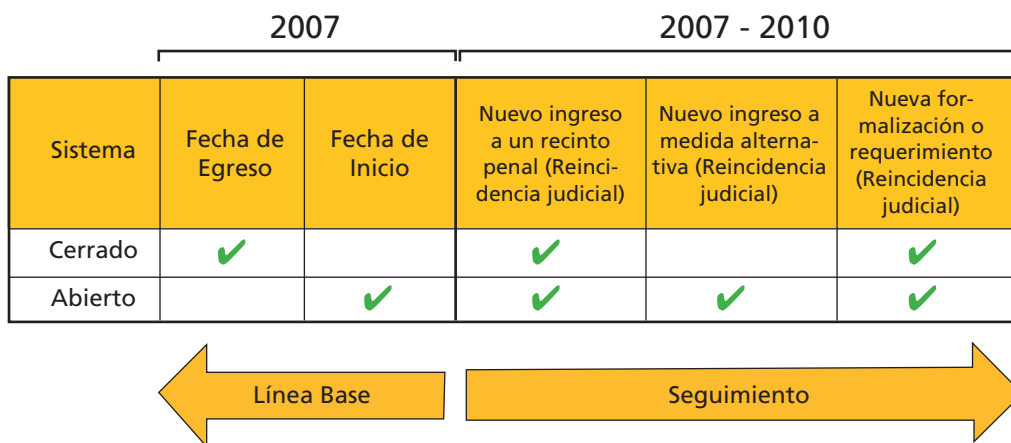 2007
2007 - 2010
Sistema
Fecha de
Egreso
Fecha de
Inicio
Nuevo ingreso
a un recinto
penal (Reinci-
dencia judicial)
Nuevo ingreso a
medida alterna-
tiva (Reincidencia
judicial)
Nueva for-
malización o
requerimiento
(Reincidencia
judicial)
Cerrado
✔
✔
✔
Abierto
✔
✔
✔
✔
Línea Base
Seguimiento